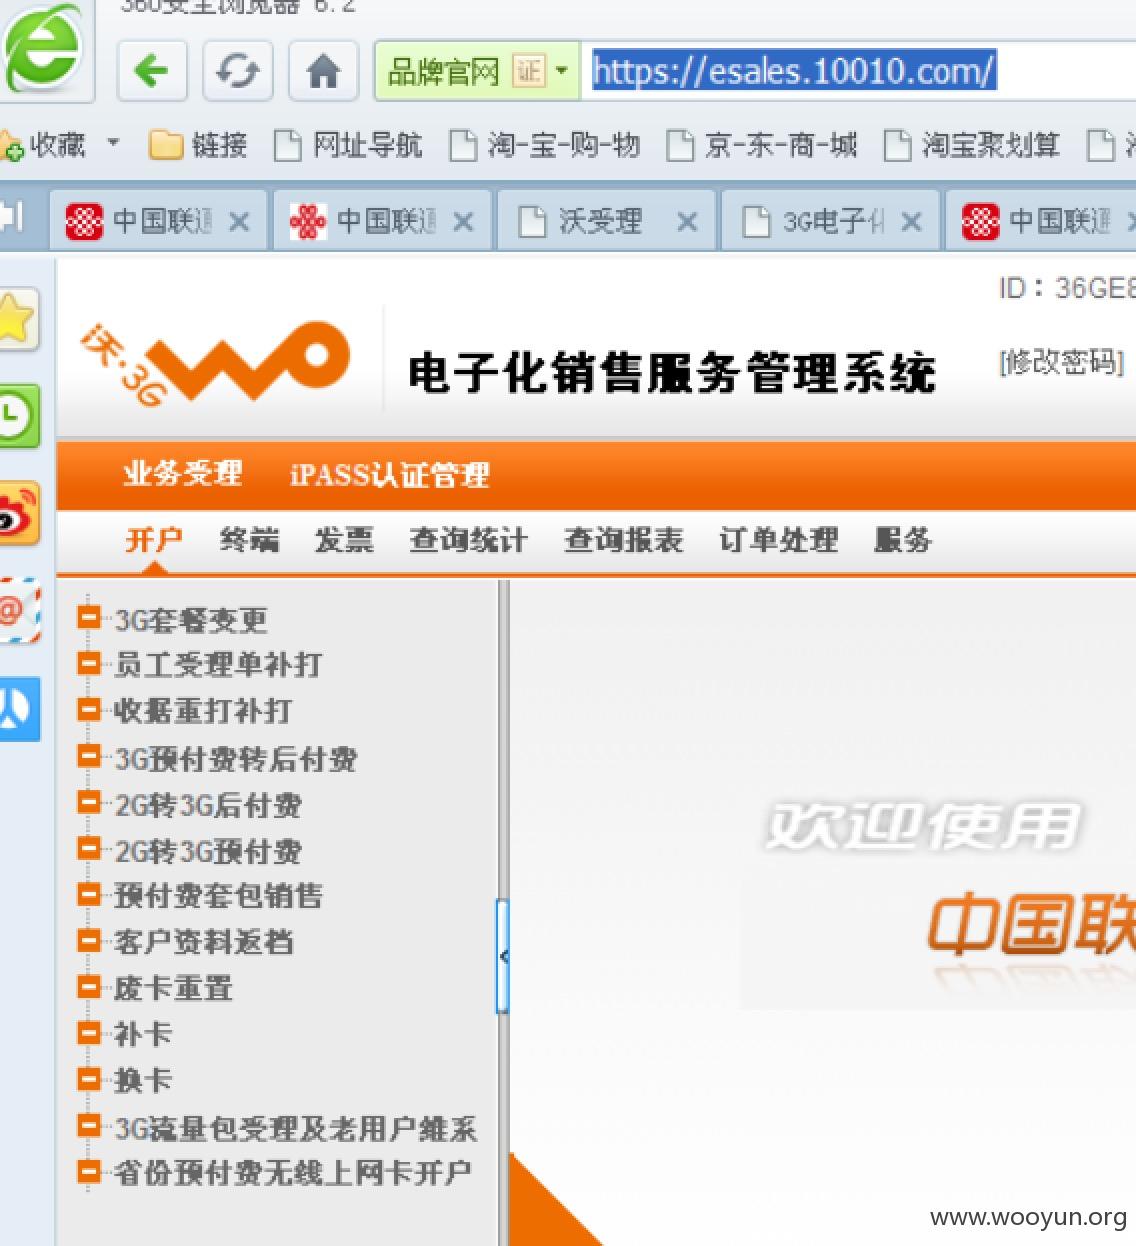 360安全浏览器 6.2
品牌官网 证 https://esales.10010.com/
收藏 链接 网址导航 淘-宝-购-物 京-东-商-城 淘宝聚划算
中国联通 中国联通 沃受理 3G电子化 中国联通
ID：36GE8
沃·3G WO 电子化销售服务管理系统
[修改密码]
业务受理 iPASS认证管理
开户 终端 发票 查询统计 查询报表 订单处理 服务
3G套餐变更
员工受理单补打
收据重打补打
3G预付费转后付费
2G转3G后付费
2G转3G预付费
预付费套包销售
客户资料返档
废卡重置
补卡
换卡
3G流量包受理及老用户维系
省份预付费无线上网卡开户
欢迎使用
中国联
www.wooyun.org